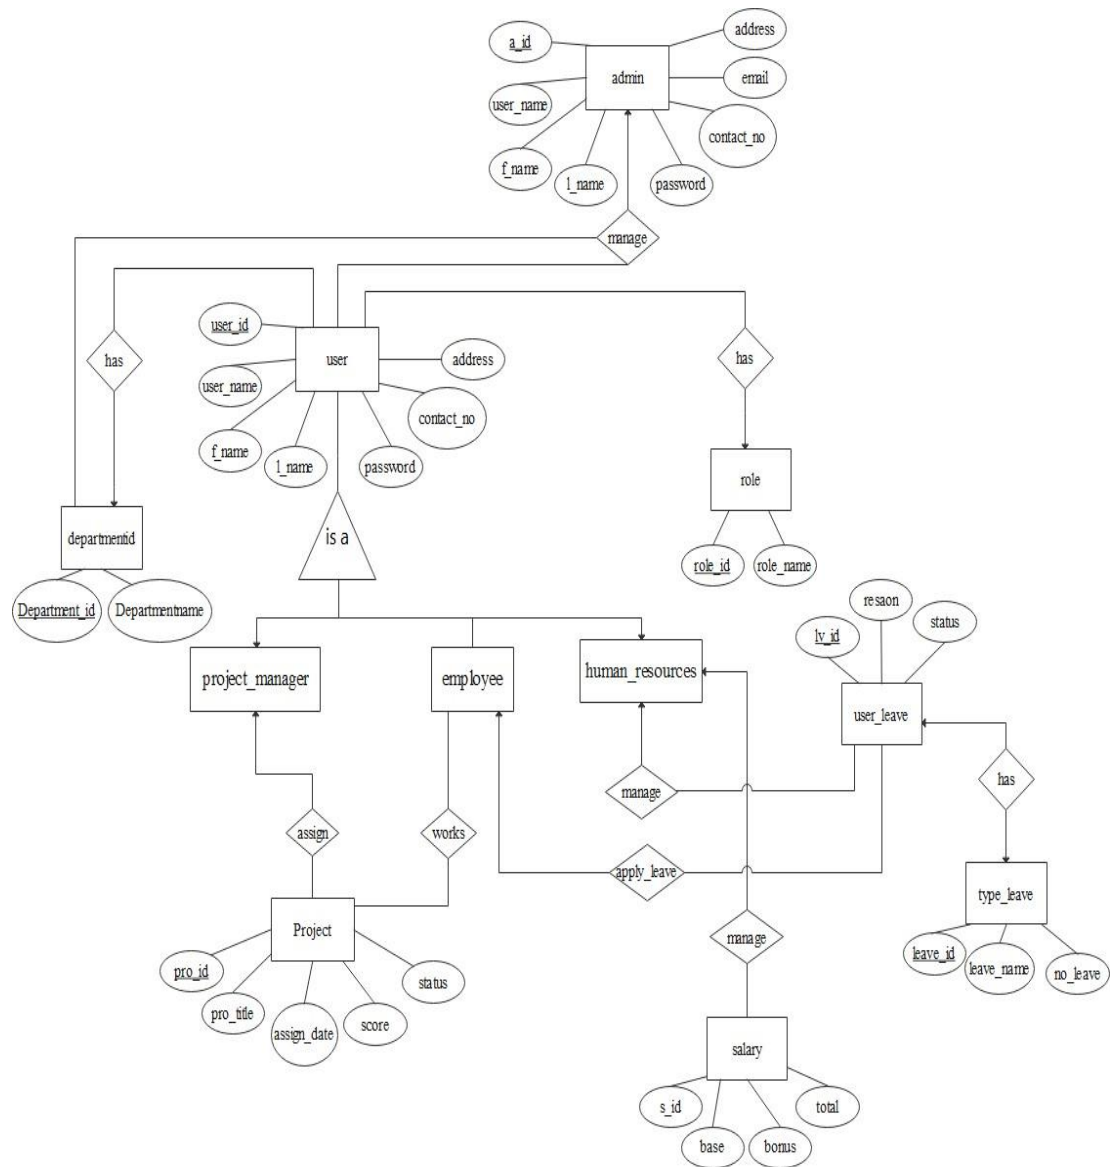 address
a_id
admin
email
user_name
contact_no
f_name
l_name
password
manage
user_id
user
address
has
has
user_name
contact_no
f_name
l_name
password
role
is a
departmentid
role_id
role_name
Department_id
Departmentname
resaon
lv_id
status
project_manager
employee
human_resources
user_leave
manage
has
assign
works
apply_leave
type_leave
Project
manage
pro_id
leave_id
leave_name
no_leave
status
pro_title
assign_date
score
salary
s_id
total
base
bonus